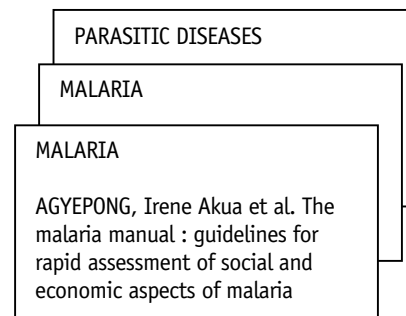 PARASITIC DISEASES
MALARIA
MALARIA
AGYEPONG, Irene Akua et al. The
malaria manual : guidelines for
rapid assessment of social and
economic aspects of malaria